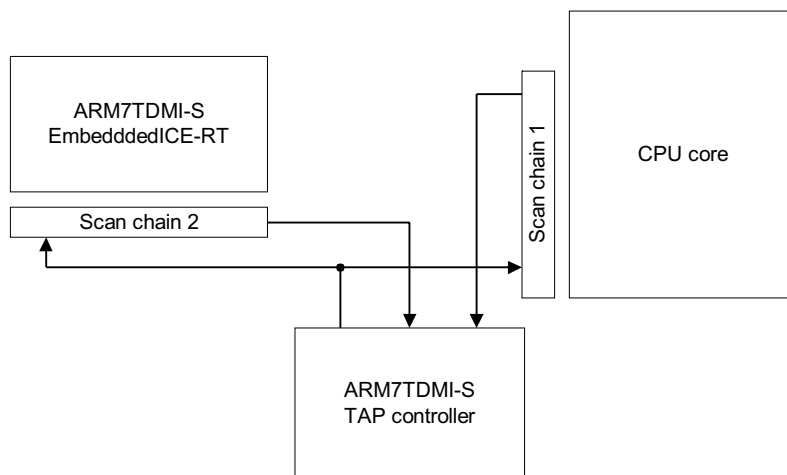 ARM7TDMI-S
EmbedddedICE-RT
Scan chain 2
Scan chain 1
CPU core
ARM7TDMI-S
TAP controller